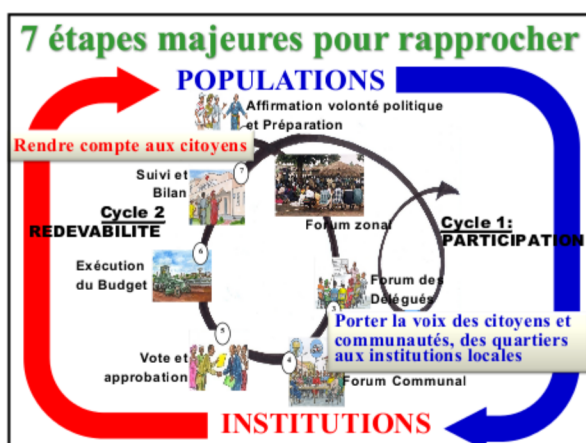 7 étapes majeures pour rapprocher
POPULATIONS
Affirmation volonté politique
et Préparation
Rendre compte aux citoyens
7
Suivi et
Bilan
Forum zonal
Cycle 2
REDEVABILITE
Cycle 1:
PARTICIPATION
6
Exécution
du Budget
Forum des
Délégués
3
Porter la voix des citoyens et
communautés, des quartiers
aux institutions locales
5
Vote et
approbation
4
Forum Communal
INSTITUTIONS